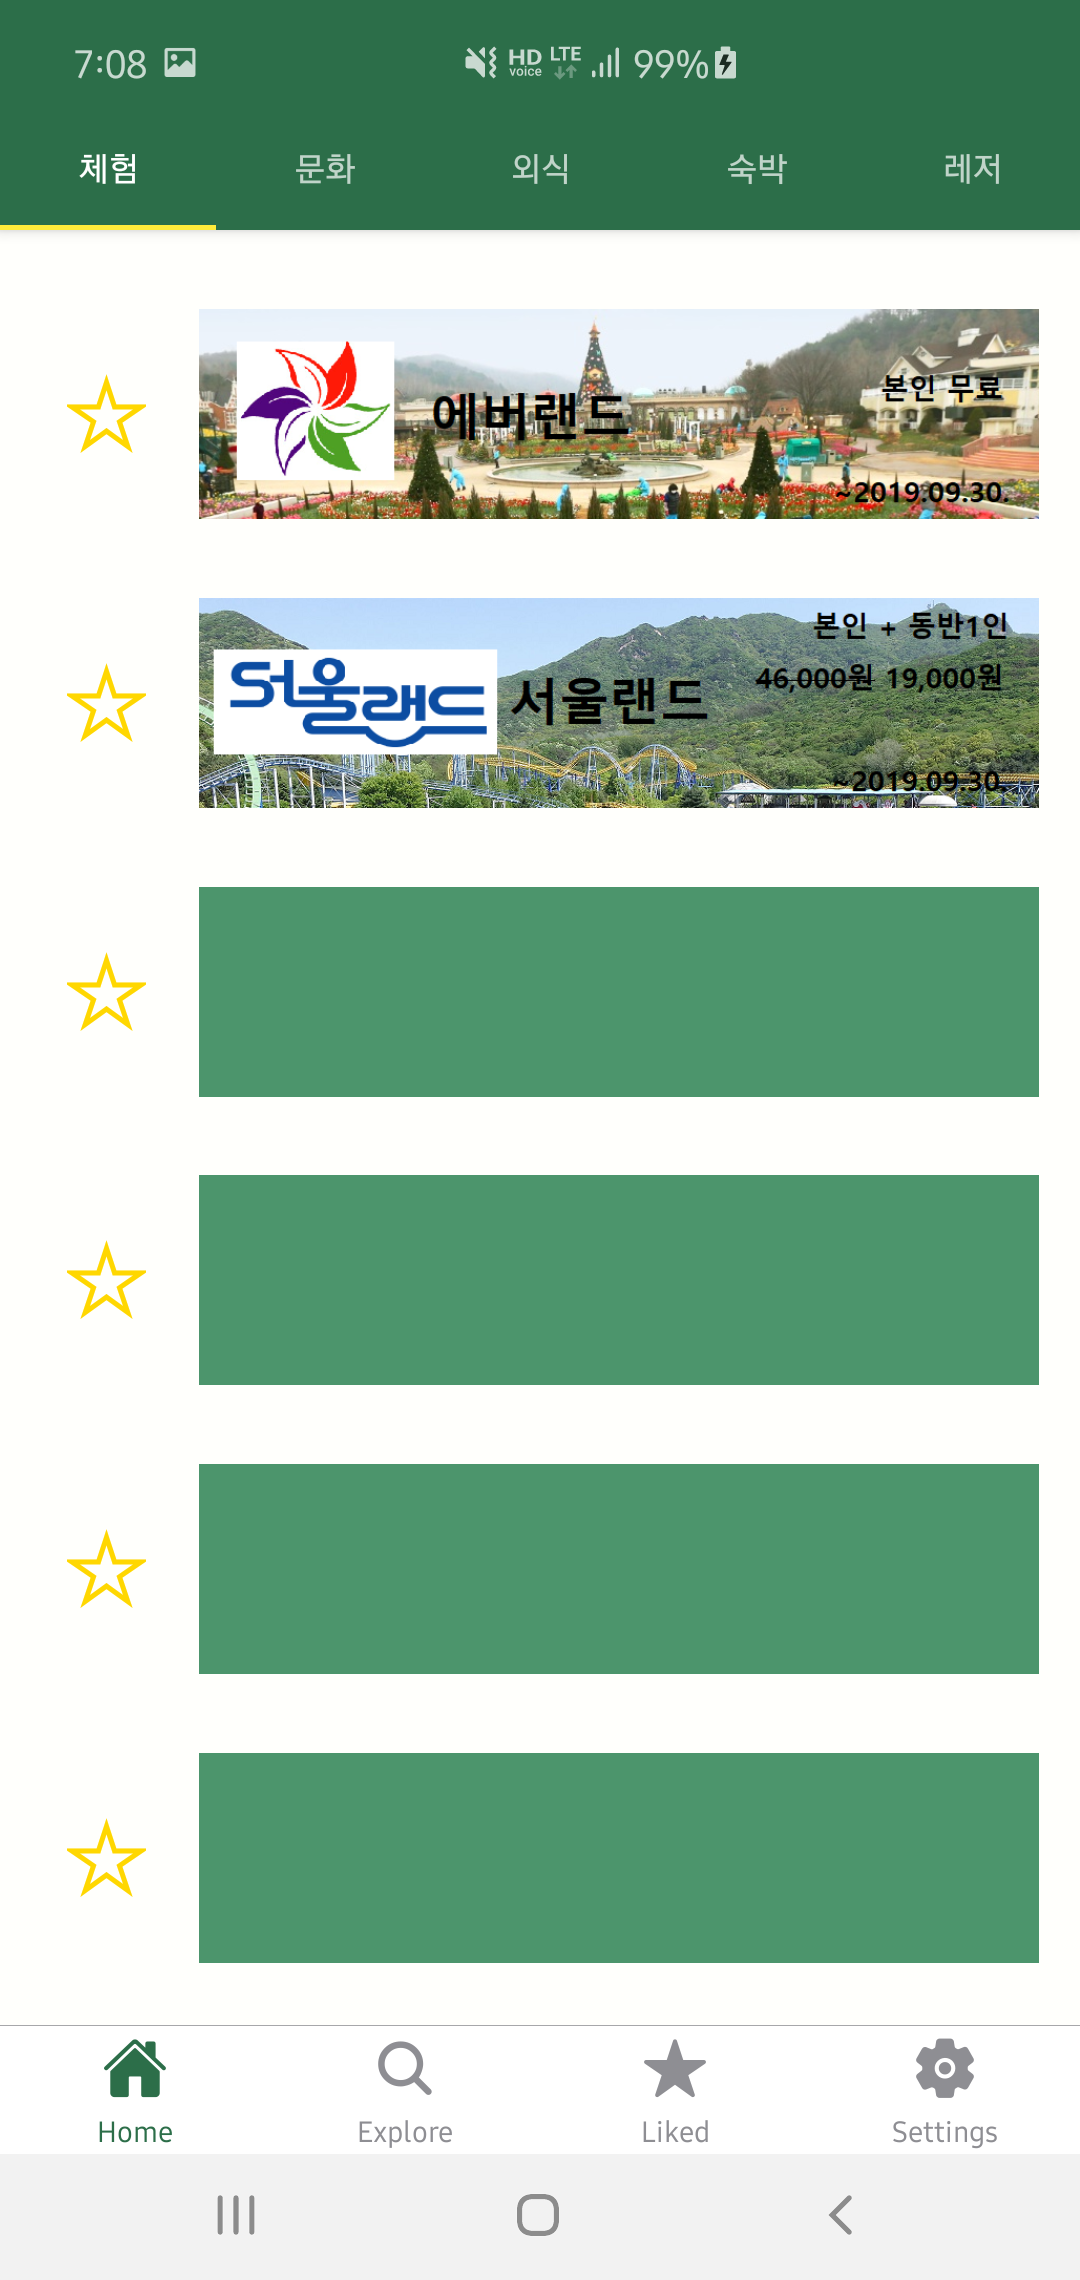 7:08 HD voice LTE 99%
체험 문화 외식 숙박 레저
에버랜드
본인 무료
~2019.09.30.
본인 + 동반1인
서울랜드 서울랜드
46,000원 19,000원
~2019.09.30.
Home Explore Liked Settings